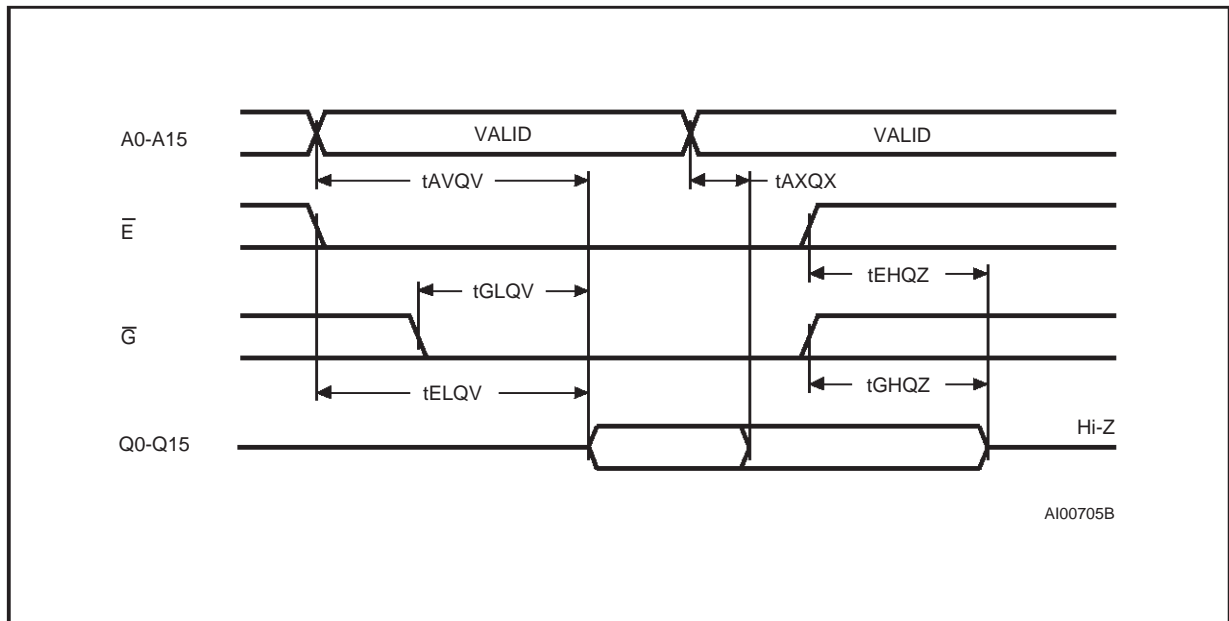 A0-A15
VALID
VALID
tAVQV
tAXQX
E̅
tGLQV
tEHQZ
G̅
tELQV
tGHQZ
Q0-Q15
Hi-Z
AI00705B